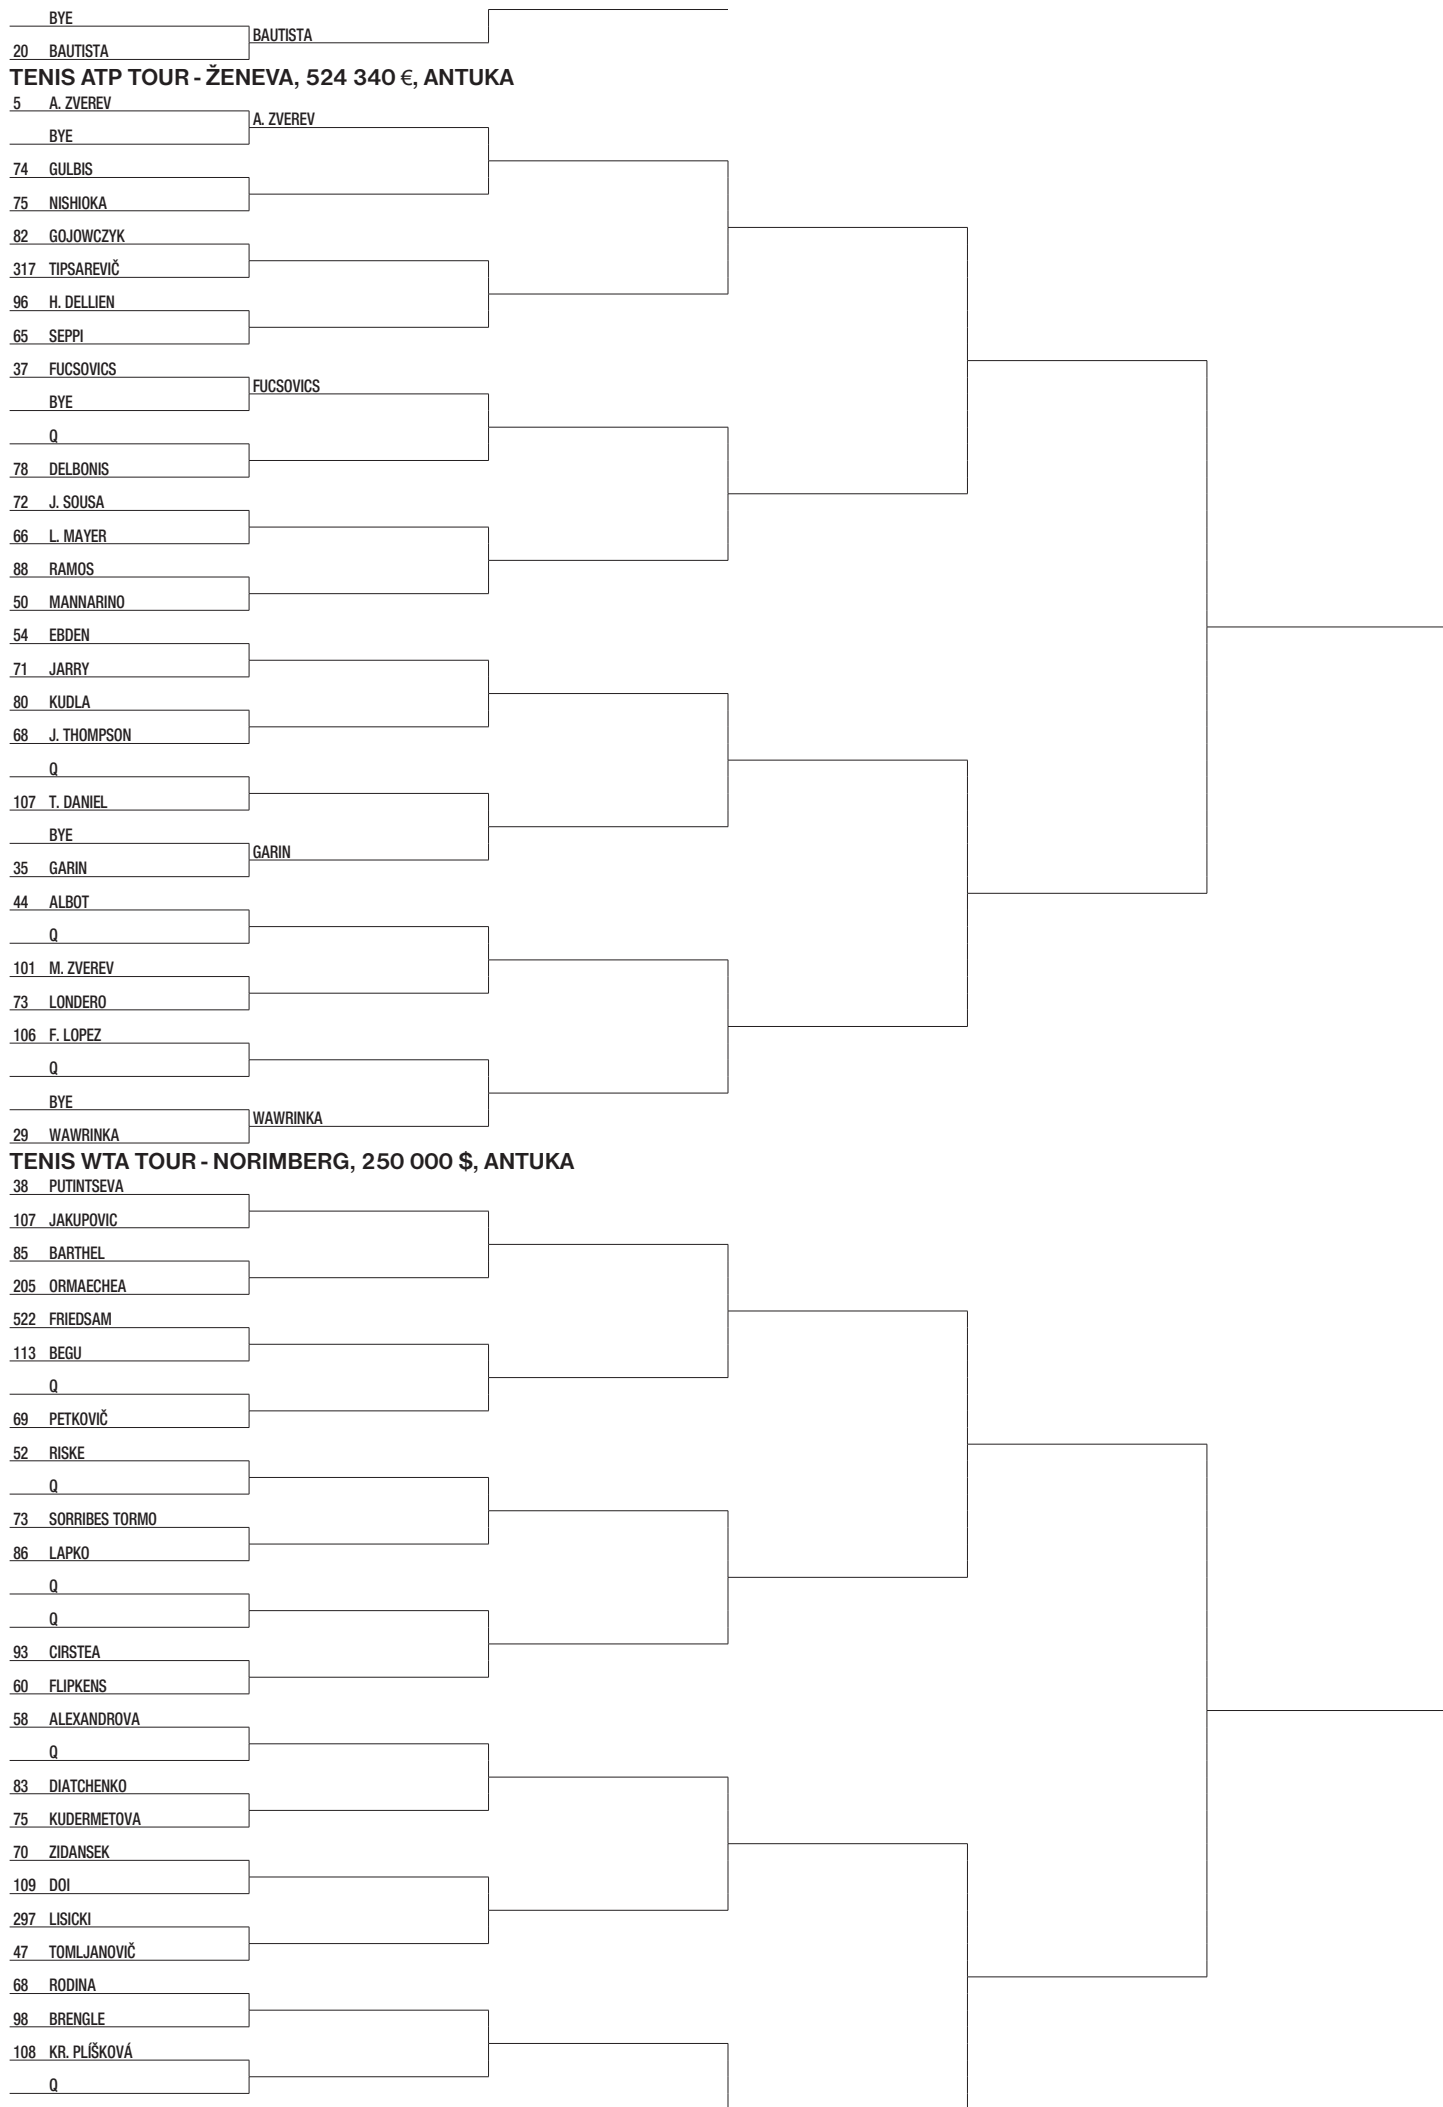 BYE
BAUTISTA
20 BAUTISTA
TENIS ATP TOUR - ŽENEVA, 524 340 €, ANTUKA
5 A. ZVEREV
A. ZVEREV
BYE
74 GULBIS
75 NISHIOKA
82 GOJOWCZYK
317 TIPSAREVIČ
96 H. DELLIEN
65 SEPPI
37 FUCSOVICS
FUCSOVICS
BYE
Q
78 DELBONIS
72 J. SOUSA
66 L. MAYER
88 RAMOS
50 MANNARINO
54 EBDEN
71 JARRY
80 KUDLA
68 J. THOMPSON
Q
107 T. DANIEL
BYE
GARIN
35 GARIN
44 ALBOT
Q
101 M. ZVEREV
73 LONDERO
106 F. LOPEZ
Q
BYE
WAWRINKA
29 WAWRINKA
TENIS WTA TOUR - NORIMBERG, 250 000 $, ANTUKA
38 PUTINTSEVA
107 JAKUPOVIC
85 BARTHEL
205 ORMAECHEA
522 FRIEDSAM
113 BEGU
Q
69 PETKOVIČ
52 RISKE
Q
73 SORRIBES TORMO
86 LAPKO
Q
Q
93 CIRSTEA
60 FLIPKENS
58 ALEXANDROVA
Q
83 DIATCHENKO
75 KUDERMETOVA
70 ZIDANSEK
109 DOI
297 LISICKI
47 TOMLJANOVIČ
68 RODINA
98 BRENGLE
108 KR. PLÍŠKOVÁ
Q